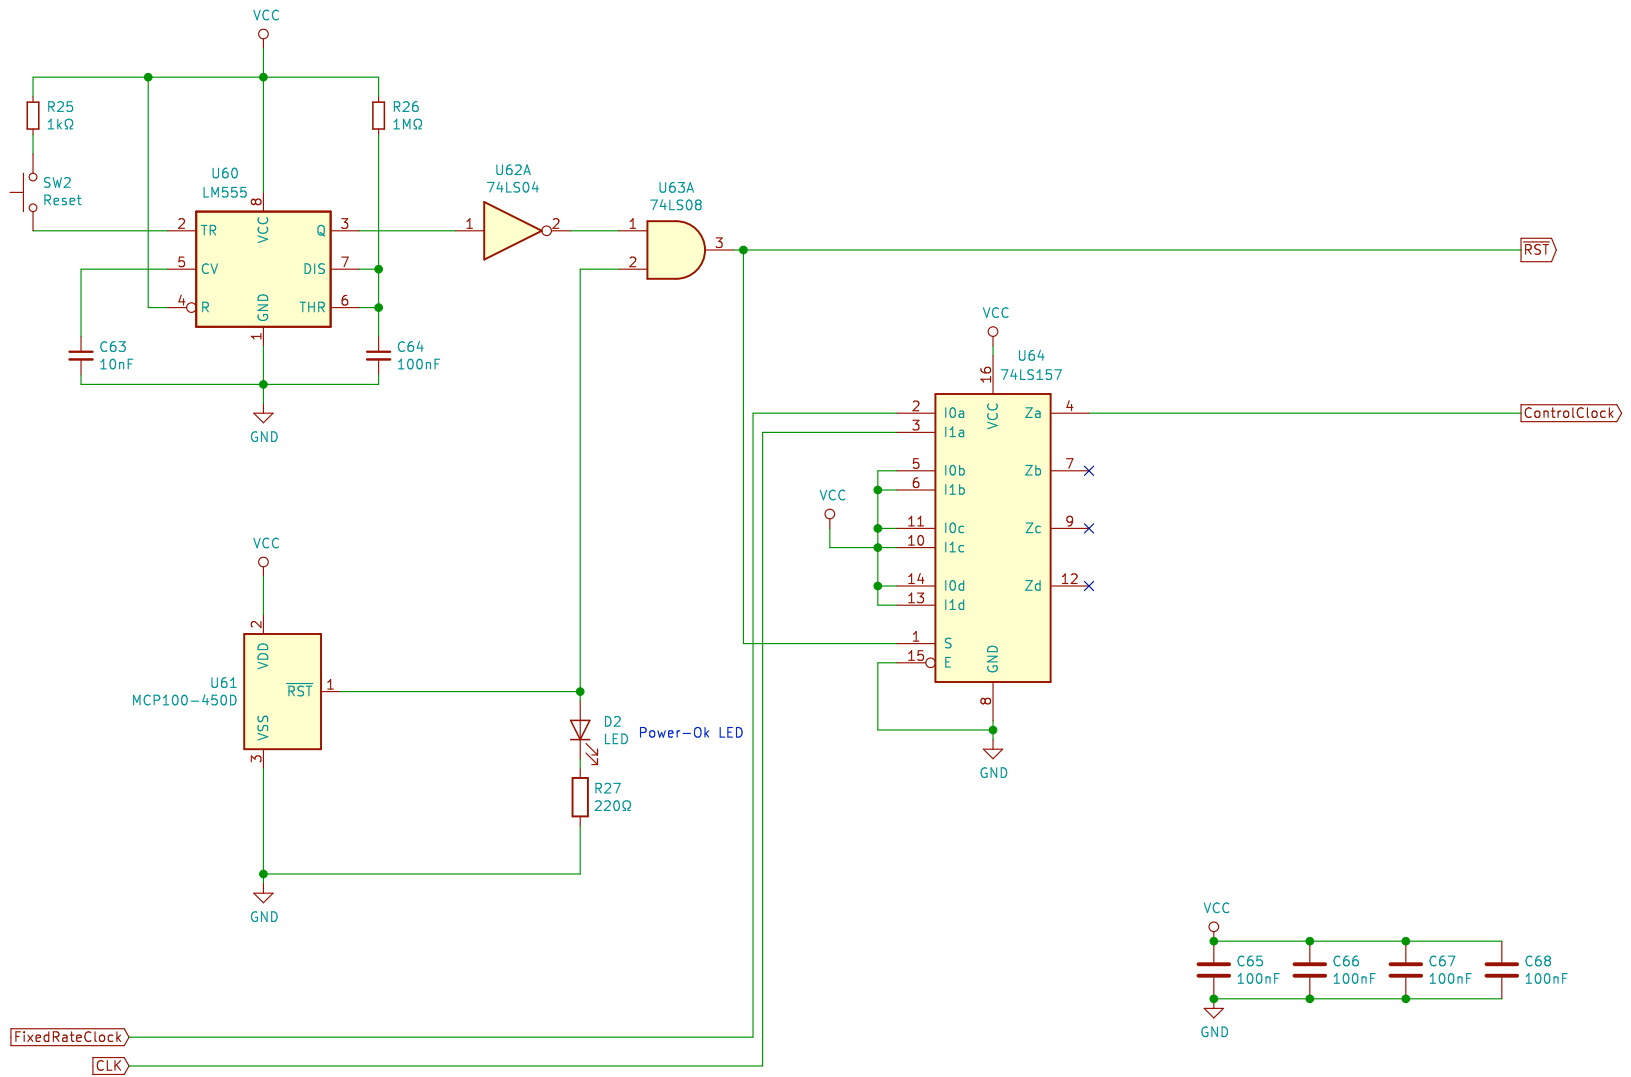 VCC
R25
1kΩ
R26
1MΩ
SW2
Reset
U60
LM555
8
VCC
2
TR
5
CV
4
R
Q
3
DIS
7
THR
6
GND
1
C63
10nF
C64
100nF
GND
U62A
74LS04
1
2
U63A
74LS08
1
2
3
RST
VCC
U64
74LS157
16
VCC
2
I0a
3
I1a
5
I0b
6
I1b
11
I0c
10
I1c
14
I0d
13
I1d
1
S
15
E
Za
4
Zb
7
Zc
9
Zd
12
GND
8
GND
VCC
ControlClock
VCC
2
VDD
U61
MCP100-450D
RST
1
VSS
3
GND
D2
LED
Power-Ok LED
R27
220Ω
VCC
C65
100nF
C66
100nF
C67
100nF
C68
100nF
GND
FixedRateClock
CLK